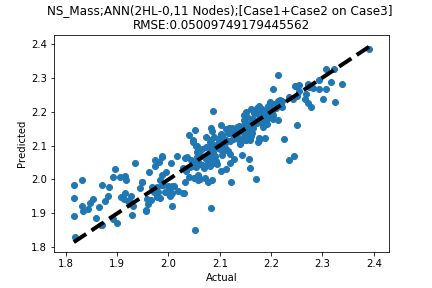 NS_Mass;ANN(2HL-0,11 Nodes);[Case1+Case2 on Case3]
RMSE:0.05009749179445562
2.4
2.3
2.2
2.1
2.0
1.9
1.8
Predicted
1.8 1.9 2.0 2.1 2.2 2.3 2.4
Actual